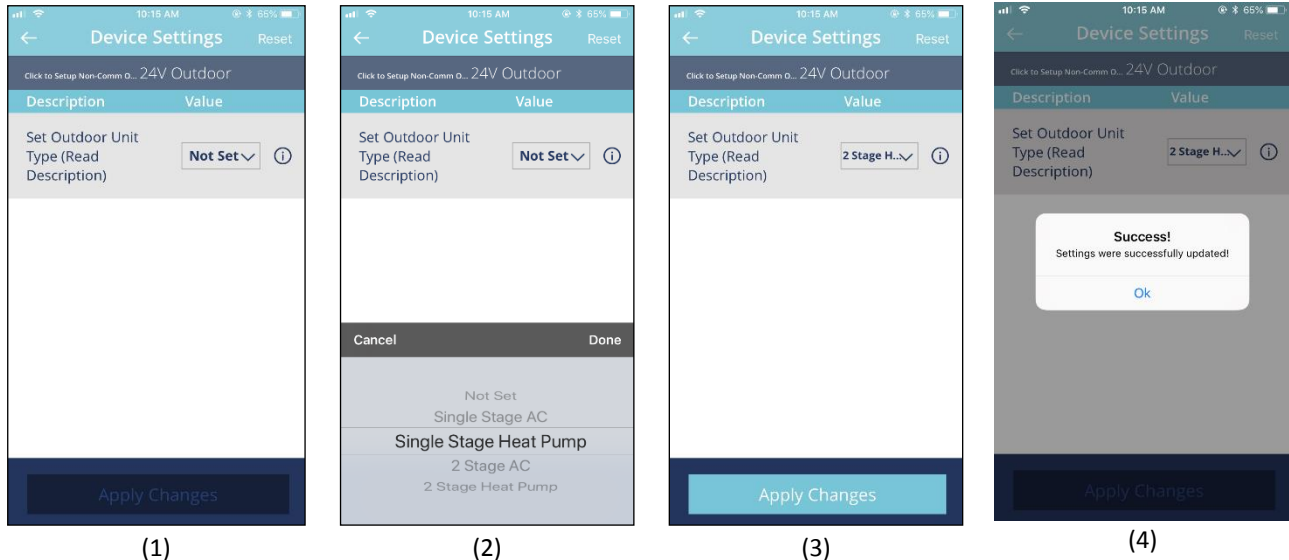 10:15 AM 65%
Device Settings Reset
Click to Setup Non-Comm O... 24V Outdoor
Description Value
Set Outdoor Unit
Type (Read
Description)
Not Set
Apply Changes
(1)
10:15 AM 65%
Device Settings Reset
Click to Setup Non-Comm O... 24V Outdoor
Description Value
Set Outdoor Unit
Type (Read
Description)
Not Set
Cancel Done
Not Set
Single Stage AC
Single Stage Heat Pump
2 Stage AC
2 Stage Heat Pump
(2)
10:15 AM 65%
Device Settings Reset
Click to Setup Non-Comm O... 24V Outdoor
Description Value
Set Outdoor Unit
Type (Read
Description)
2 Stage H...
Apply Changes
(3)
10:15 AM 65%
Device Settings Reset
Click to Setup Non-Comm O... 24V Outdoor
Description Value
Set Outdoor Unit
Type (Read
Description)
2 Stage H...
Success!
Settings were successfully updated!
Ok
Apply Changes
(4)